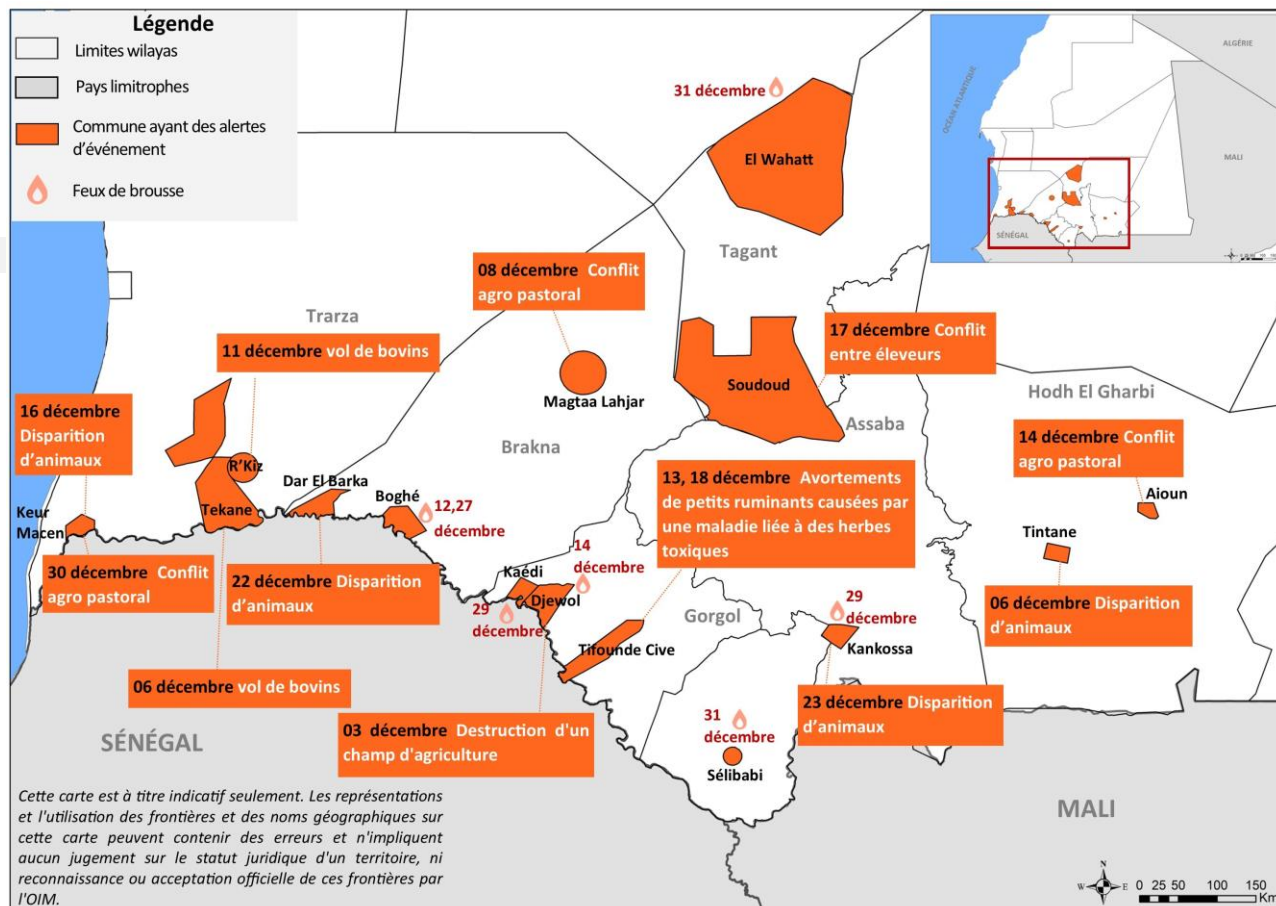 Légende
Limites wilayas
Pays limitrophes
Commune ayant des alertes
d'événement
Feux de brousse
OCÉAN ATLANTIQUE
ALGÉRIE
MALI
SÉNÉGAL
31 décembre
El Wahatt
Tagant
08 décembre Conflit
agro pastoral
Trarza
11 décembre vol de bovins
17 décembre Conflit
entre éleveurs
Soudoud
Magtaa Lahjar
Hodh El Gharbi
16 décembre
Disparition
d'animaux
Assaba
Brakna
14 décembre Conflit
agro pastoral
R'Kiz
Dar El Barka
13, 18 décembre Avortements
de petits ruminants causées par
une maladie liée à des herbes
toxiques
Boghé
12,27
décembre
Aioun
Keur
Macen
Tekane
Tintane
14
décembre
30 décembre Conflit
agro pastoral
22 décembre Disparition
d'animaux
Kaédi
Djewol
29
décembre
Gorgol
29
décembre
06 décembre Disparition
d'animaux
Tifounde Cive
Kankossa
06 décembre vol de bovins
23 décembre Disparition
d'animaux
03 décembre Destruction d'un
champ d'agriculture
31
décembre
Sélibabi
SÉNÉGAL
MALI
Cette carte est à titre indicatif seulement. Les représentations
et l'utilisation des frontières et des noms géographiques sur
cette carte peuvent contenir des erreurs et n'impliquent
aucun jugement sur le statut juridique d'un territoire, ni
reconnaissance ou acceptation officielle de ces frontières par
l'OIM.
N
W E
S
0 25 50 100 150
Km